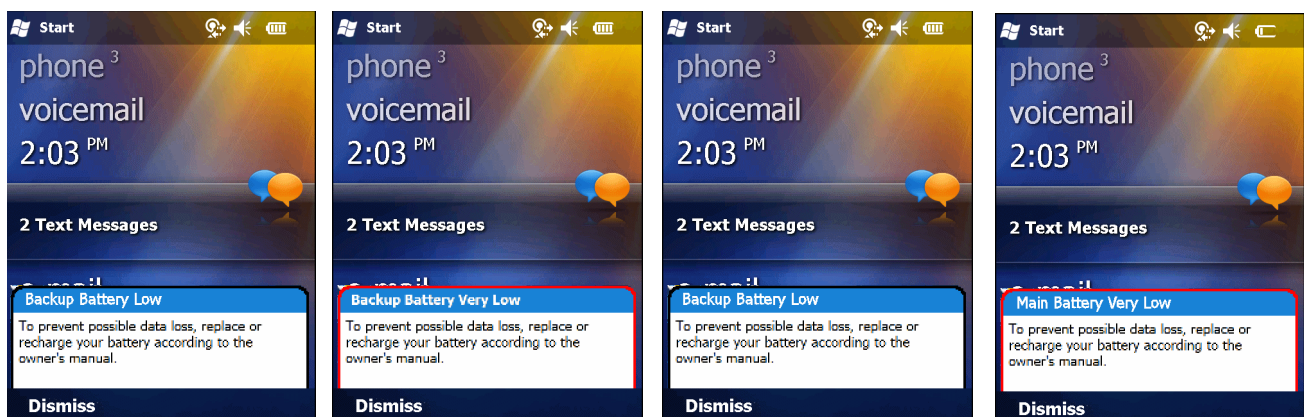 Start
phone 3
voicemail
2:03 PM
2 Text Messages
Backup Battery Low
To prevent possible data loss, replace or
recharge your battery according to the
owner's manual.
Dismiss
Start
phone 3
voicemail
2:03 PM
2 Text Messages
Backup Battery Very Low
To prevent possible data loss, replace or
recharge your battery according to the
owner's manual.
Dismiss
Start
phone 3
voicemail
2:03 PM
2 Text Messages
Backup Battery Low
To prevent possible data loss, replace or
recharge your battery according to the
owner's manual.
Dismiss
Start
phone 3
voicemail
2:03 PM
2 Text Messages
Main Battery Very Low
To prevent possible data loss, replace or
recharge your battery according to the
owner's manual.
Dismiss